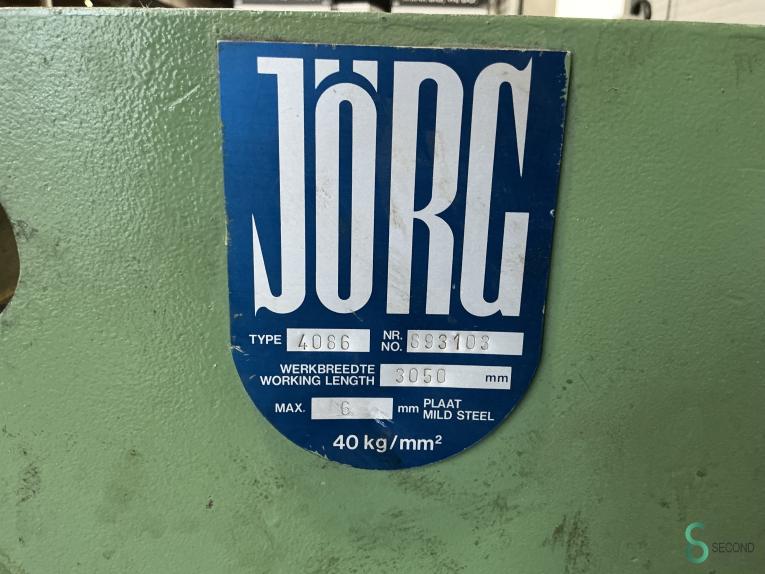 JÖRG
TYPE 4086 NR. NO. 893103
WERKBREEDTE
WORKING LENGTH 3050 mm
MAX. 6 mm PLAAT
MILD STEEL
40 kg/mm²
SECOND